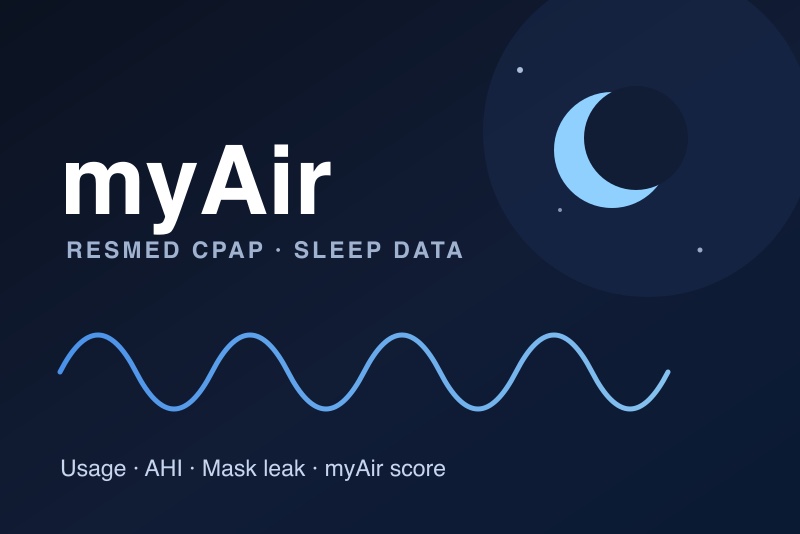 myAir
RESMED CPAP · SLEEP DATA
Usage · AHI · Mask leak · myAir score